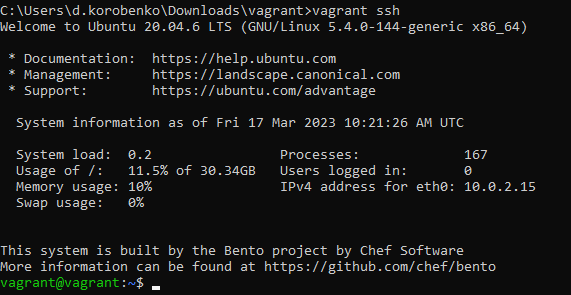 C:\Users\d.korobenko\Downloads\vagrant>vagrant ssh
Welcome to Ubuntu 20.04.6 LTS (GNU/Linux 5.4.0-144-generic x86_64)
* Documentation:  https://help.ubuntu.com
* Management:     https://landscape.canonical.com
* Support:        https://ubuntu.com/advantage
System information as of Fri 17 Mar 2023 10:21:26 AM UTC
System load:  0.2                Processes:             167
Usage of /:   11.5% of 30.34GB   Users logged in:       0
Memory usage: 10%                IPv4 address for eth0: 10.0.2.15
Swap usage:   0%
This system is built by the Bento project by Chef Software
More information can be found at https://github.com/chef/bento
vagrant@vagrant:~$ _